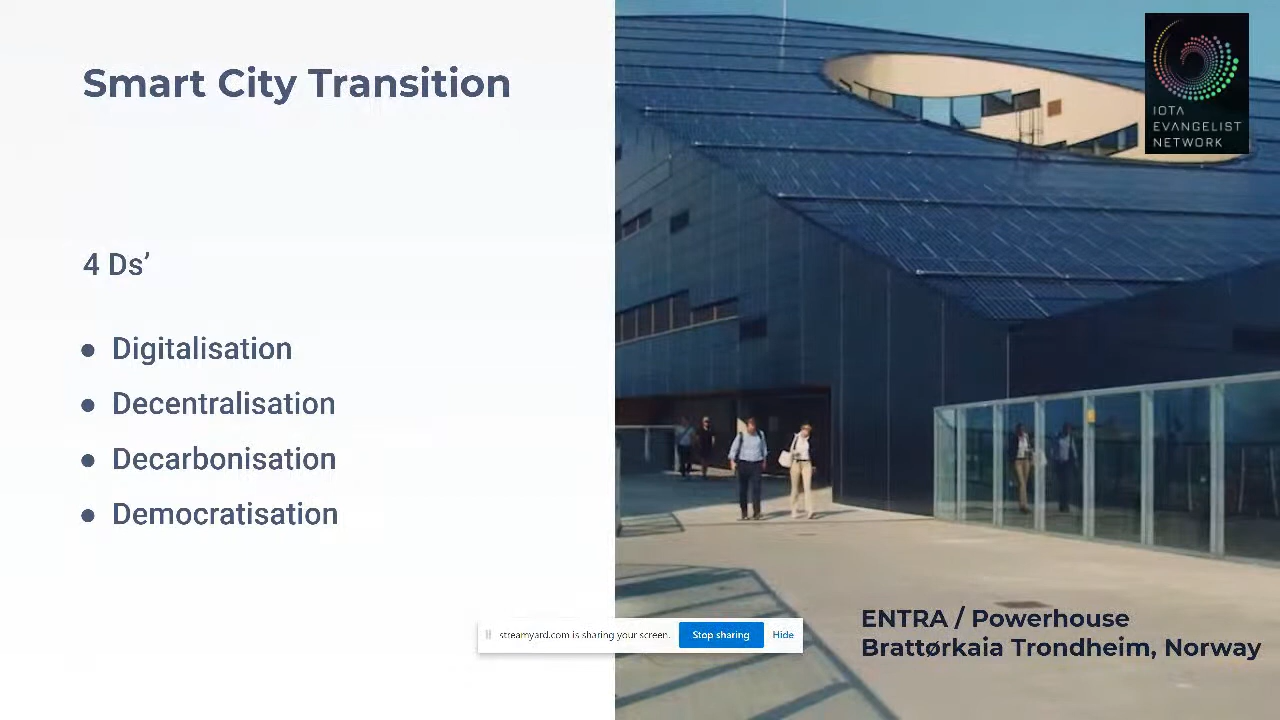 Smart City Transition
4 Ds’
● Digitalisation
● Decentralisation
● Decarbonisation
● Democratisation
IOTA
EVANGELIST
NETWORK
streamyard.com is sharing your screen.
Stop sharing
Hide
ENTRA / Powerhouse
Brattørkaia Trondheim, Norway